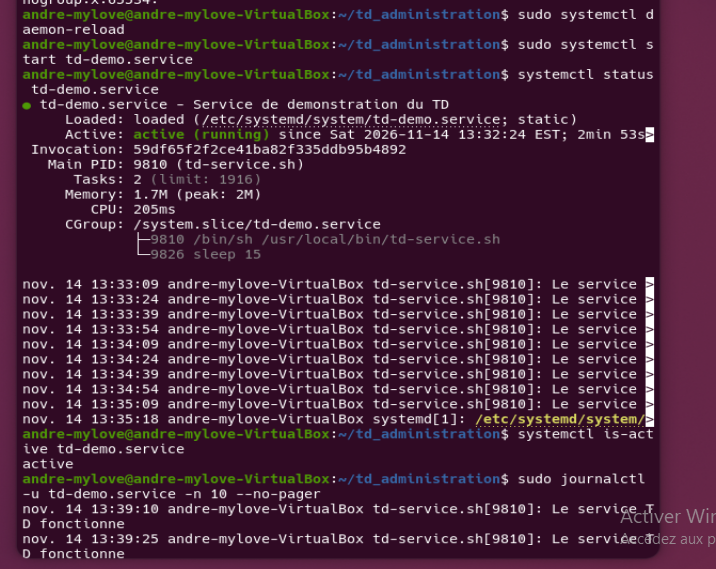 nogroup:x:65534:
andre-mylove@andre-mylove-VirtualBox:~/td_administration$ sudo systemctl d
aemon-reload
andre-mylove@andre-mylove-VirtualBox:~/td_administration$ sudo systemctl s
tart td-demo.service
andre-mylove@andre-mylove-VirtualBox:~/td_administration$ systemctl status
 td-demo.service
● td-demo.service - Service de demonstration du TD
     Loaded: loaded (/etc/systemd/system/td-demo.service; static)
     Active: active (running) since Sat 2026-11-14 13:32:24 EST; 2min 53s>
 Invocation: 59df65f2f2ce41ba82f335ddb95b4892
   Main PID: 9810 (td-service.sh)
      Tasks: 2 (limit: 1916)
     Memory: 1.7M (peak: 2M)
        CPU: 205ms
     CGroup: /system.slice/td-demo.service
             ├─9810 /bin/sh /usr/local/bin/td-service.sh
             └─9826 sleep 15
nov. 14 13:33:09 andre-mylove-VirtualBox td-service.sh[9810]: Le service >
nov. 14 13:33:24 andre-mylove-VirtualBox td-service.sh[9810]: Le service >
nov. 14 13:33:39 andre-mylove-VirtualBox td-service.sh[9810]: Le service >
nov. 14 13:33:54 andre-mylove-VirtualBox td-service.sh[9810]: Le service >
nov. 14 13:34:09 andre-mylove-VirtualBox td-service.sh[9810]: Le service >
nov. 14 13:34:24 andre-mylove-VirtualBox td-service.sh[9810]: Le service >
nov. 14 13:34:39 andre-mylove-VirtualBox td-service.sh[9810]: Le service >
nov. 14 13:34:54 andre-mylove-VirtualBox td-service.sh[9810]: Le service >
nov. 14 13:35:09 andre-mylove-VirtualBox td-service.sh[9810]: Le service >
nov. 14 13:35:18 andre-mylove-VirtualBox systemd[1]: /etc/systemd/system/>
andre-mylove@andre-mylove-VirtualBox:~/td_administration$ systemctl is-act
ive td-demo.service
active
andre-mylove@andre-mylove-VirtualBox:~/td_administration$ sudo journalctl
-u td-demo.service -n 10 --no-pager
nov. 14 13:39:10 andre-mylove-VirtualBox td-service.sh[9810]: Le service T
D fonctionne
nov. 14 13:39:25 andre-mylove-VirtualBox td-service.sh[9810]: Le service T
D fonctionne
Activer Win
Accédez aux p